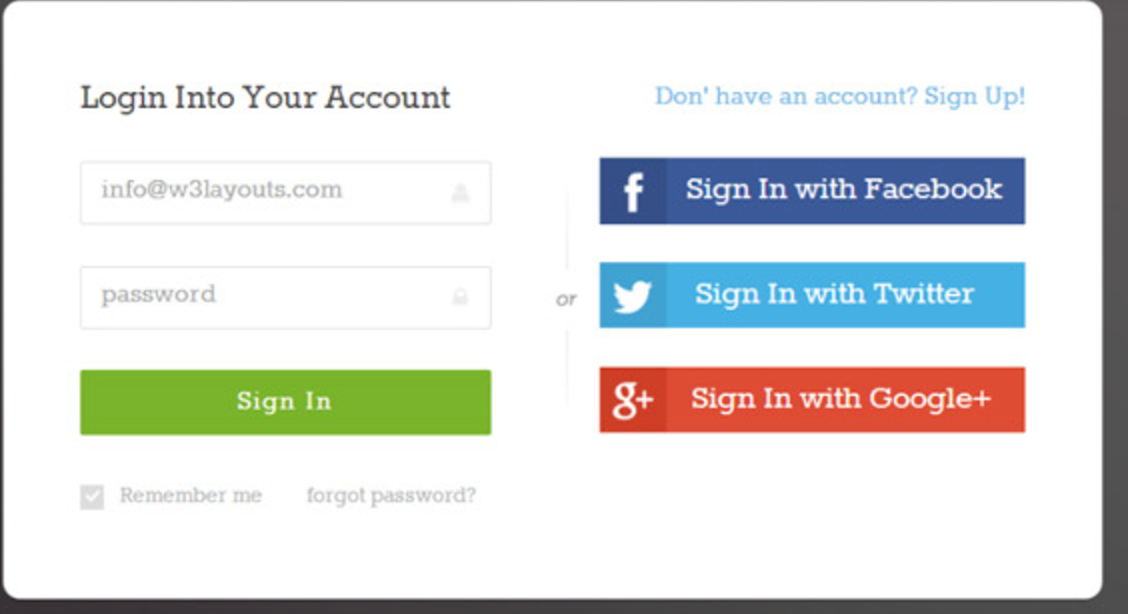 Login Into Your Account
info@w3layouts.com
password
Sign In
Remember me
forgot password?
or
Don' have an account? Sign Up!
f
Sign In with Facebook
Sign In with Twitter
g+
Sign In with Google+